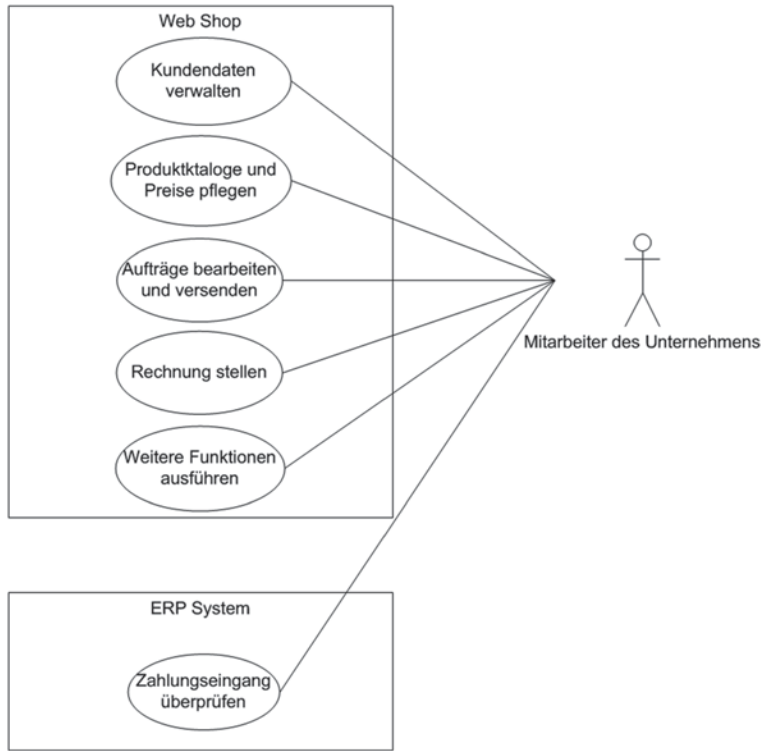 Web Shop
Kundendaten
verwalten
Produktktaloge und
Preise pflegen
Aufträge bearbeiten
und versenden
Mitarbeiter des Unternehmens
Rechnung stellen
Weitere Funktionen
ausführen
ERP System
Zahlungseingang
überprüfen